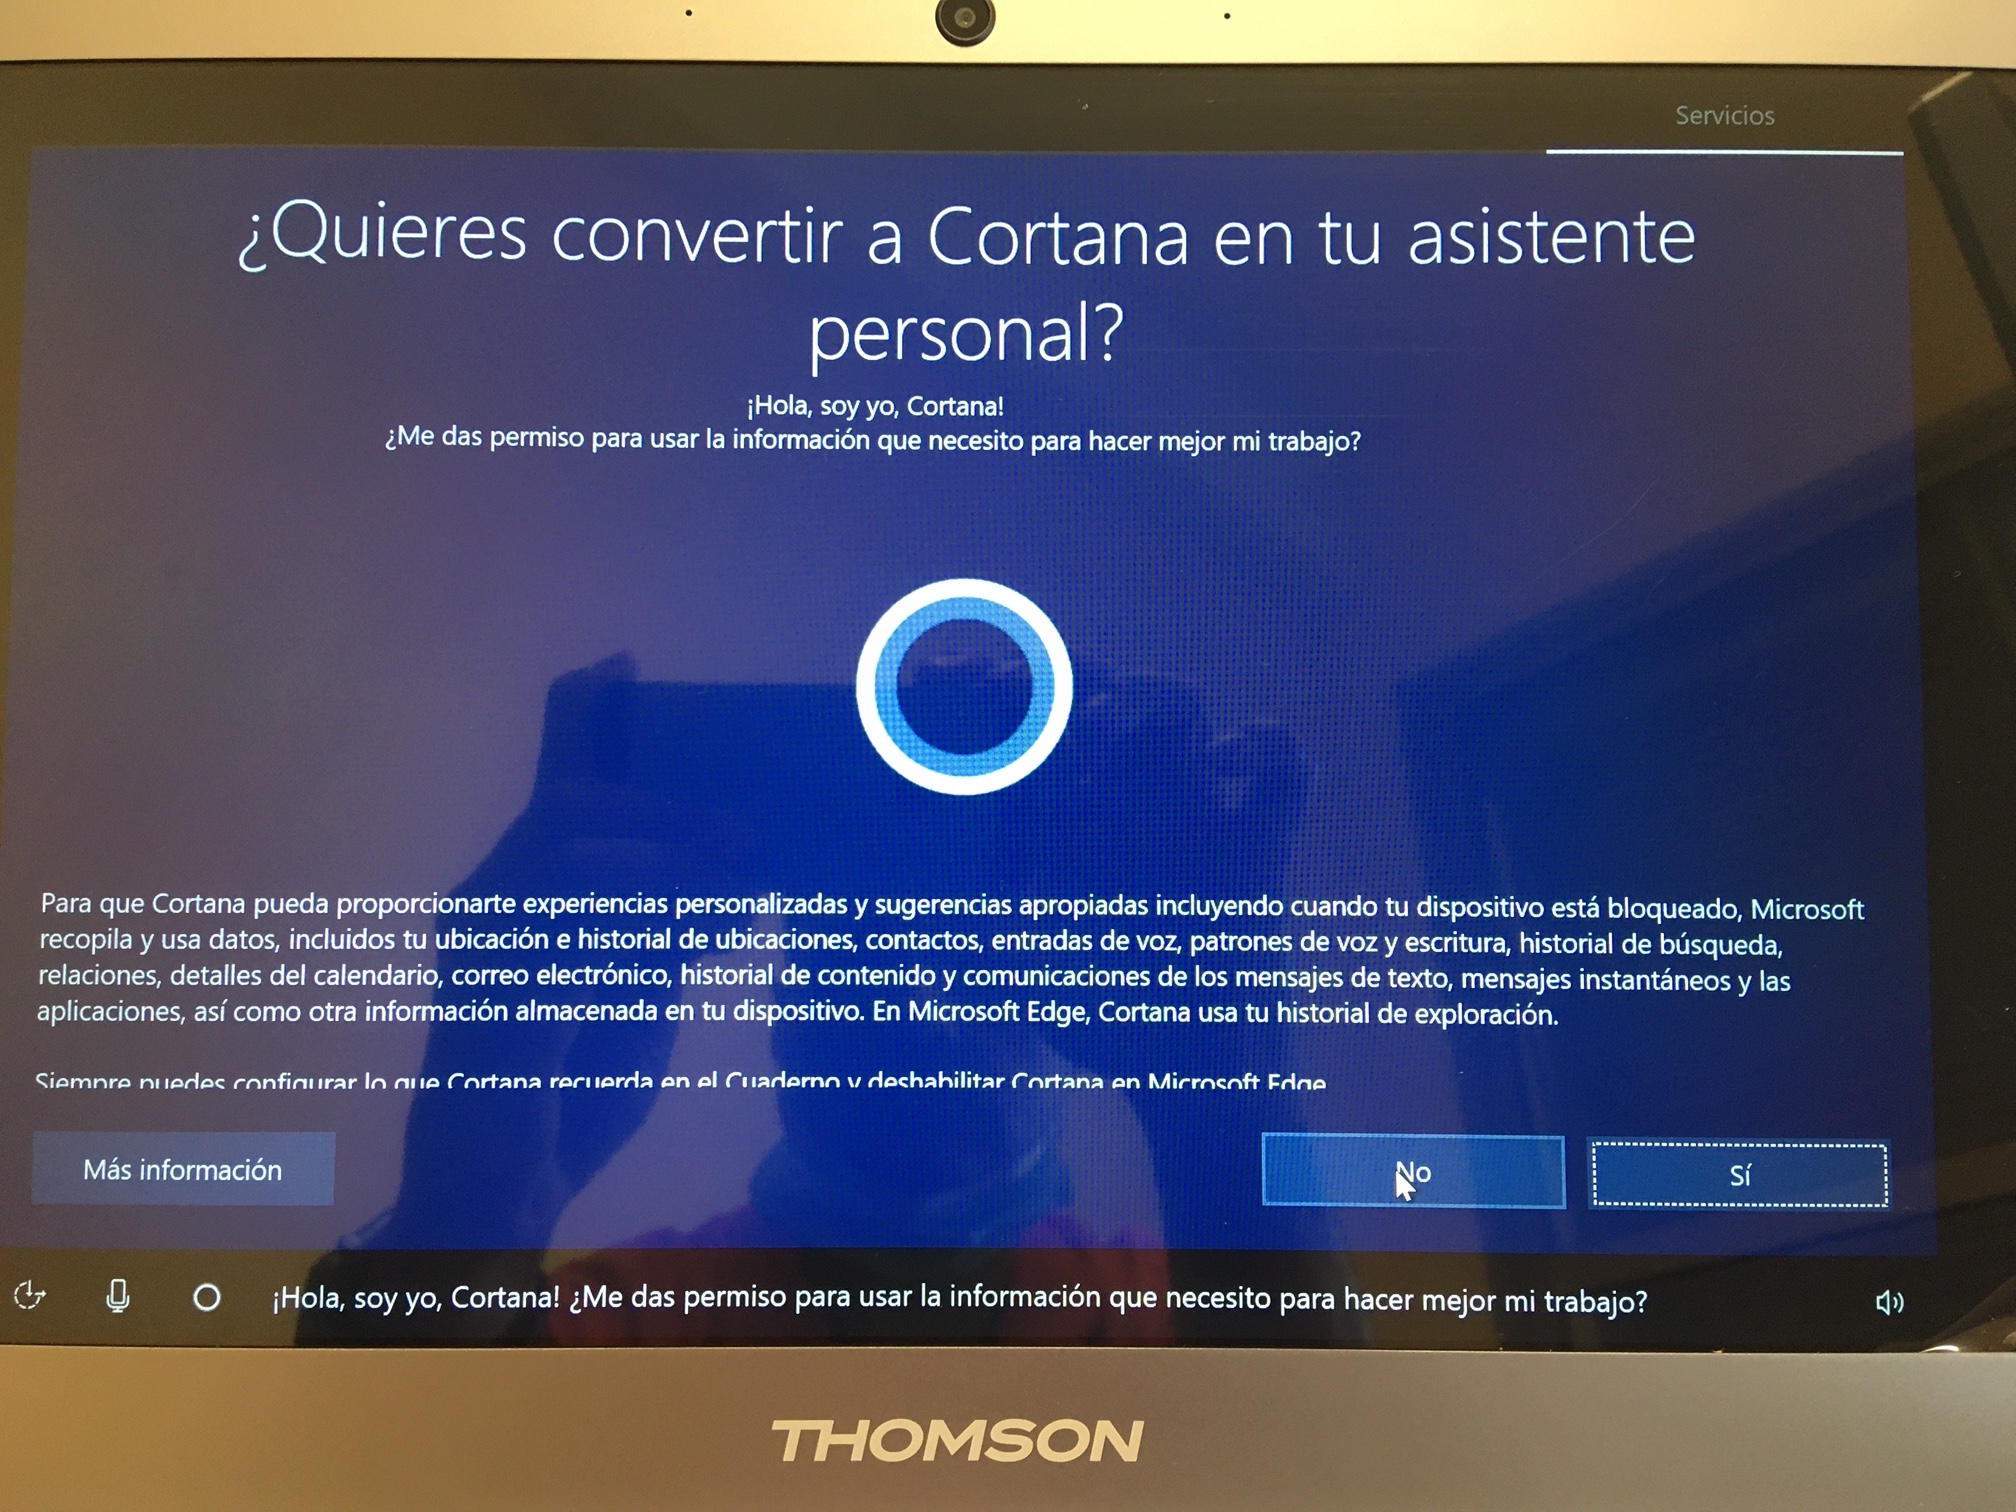 Servicios
¿Quieres convertir a Cortana en tu asistente
personal?
¡Hola, soy yo, Cortana!
¿Me das permiso para usar la información que necesito para hacer mejor mi trabajo?
Para que Cortana pueda proporcionarte experiencias personalizadas y sugerencias apropiadas incluyendo cuando tu dispositivo está bloqueado, Microsoft
recopila y usa datos, incluidos tu ubicación e historial de ubicaciones, contactos, entradas de voz, patrones de voz y escritura, historial de búsqueda,
relaciones, detalles del calendario, correo electrónico, historial de contenido y comunicaciones de los mensajes de texto, mensajes instantáneos y las
aplicaciones, así como otra información almacenada en tu dispositivo. En Microsoft Edge, Cortana usa tu historial de exploración.
Siempre puedes configurar lo que Cortana recuerda en el Cuaderno y deshabilitar Cortana en Microsoft Edge
Más información
No
Sí
¡Hola, soy yo, Cortana! ¿Me das permiso para usar la información que necesito para hacer mejor mi trabajo?
THOMSON